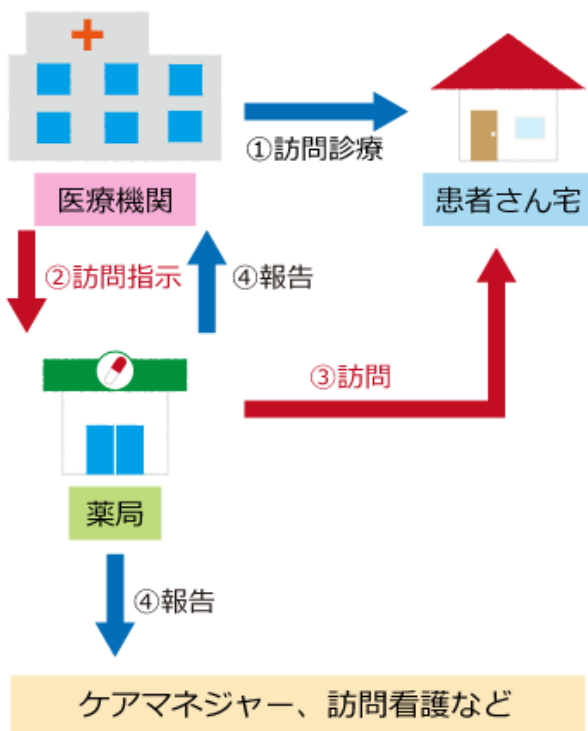 ①訪問診療
医療機関
患者さん宅
②訪問指示
④報告
③訪問
薬局
④報告
ケアマネジャー、訪問看護など